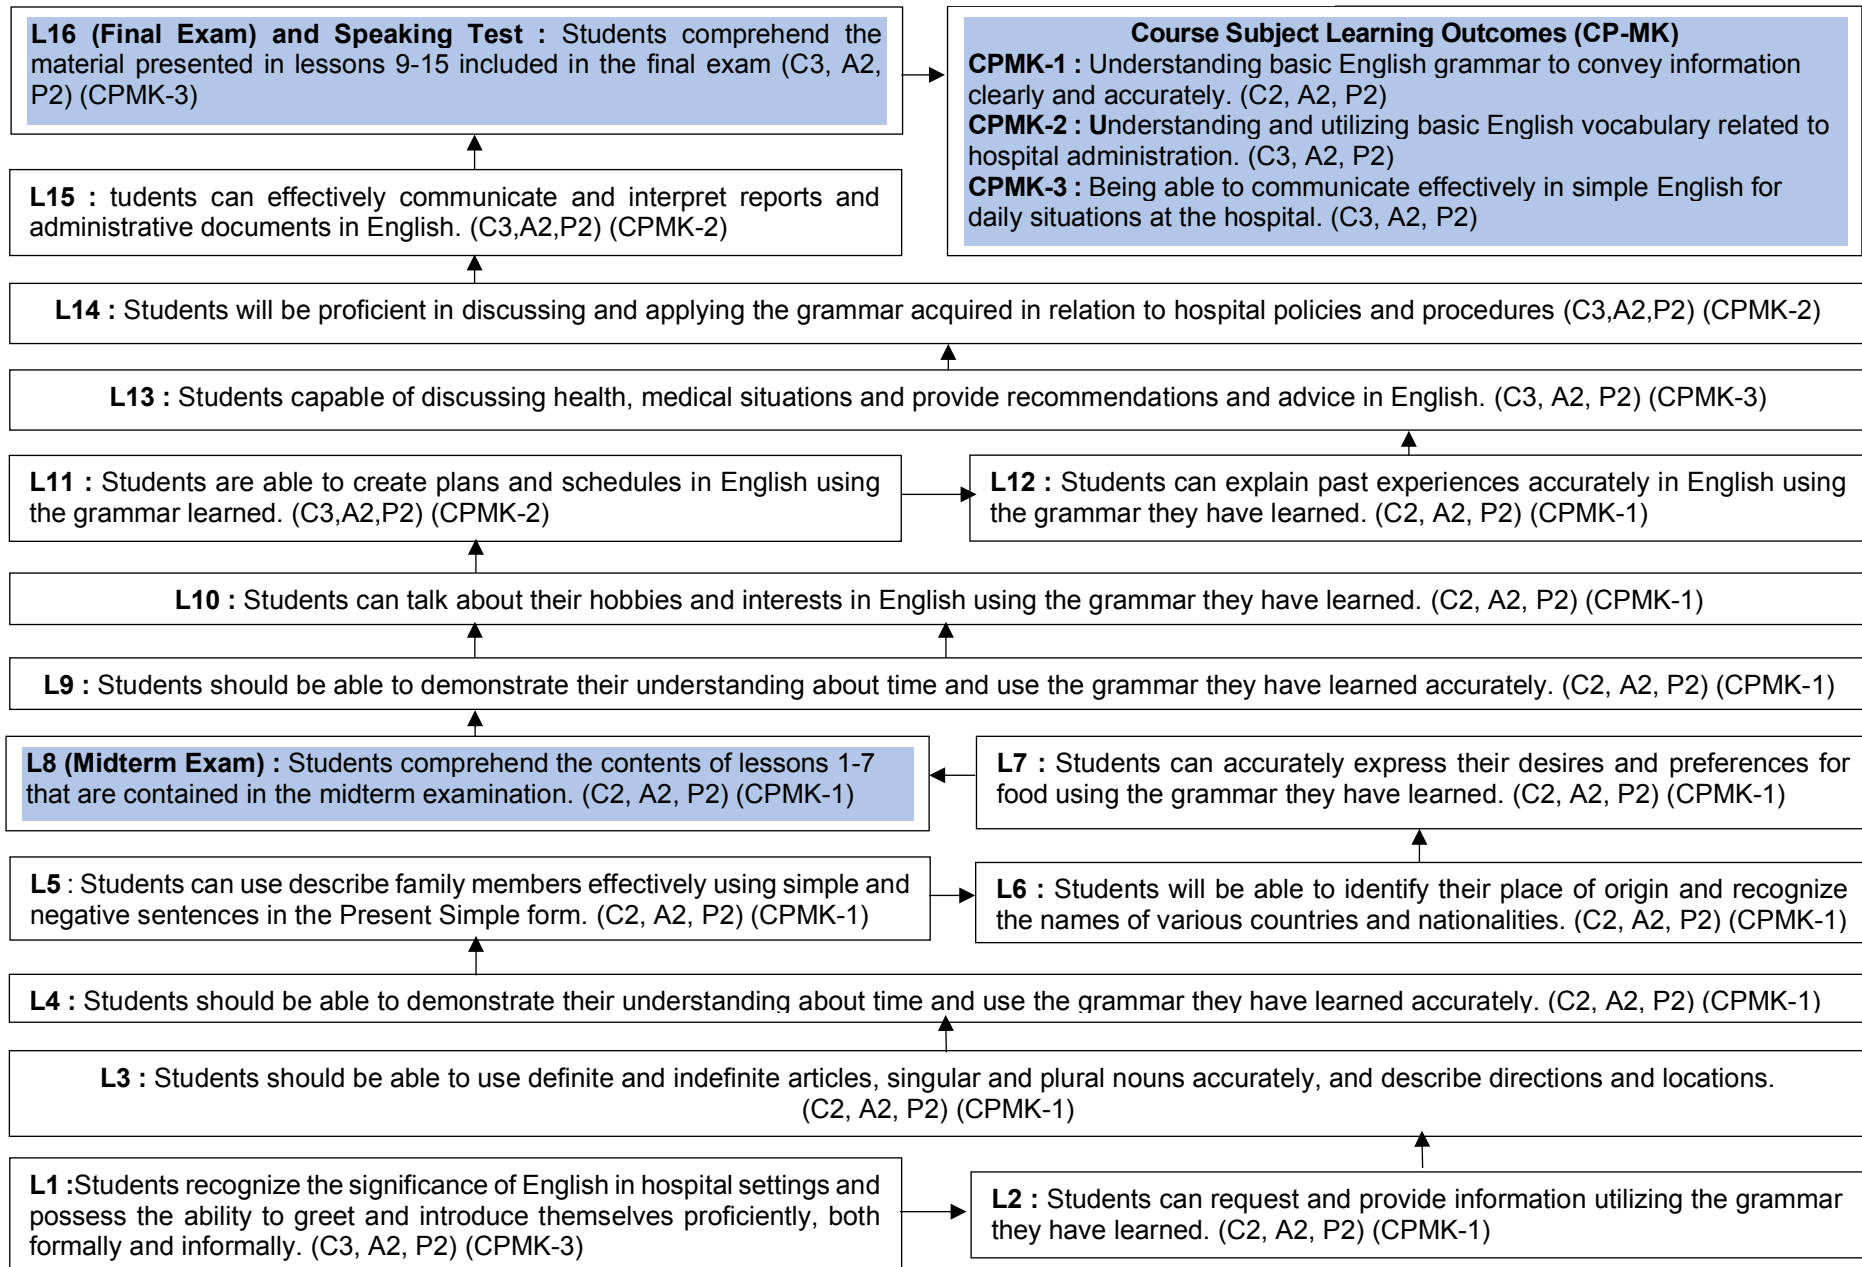 L16 (Final Exam) and Speaking Test : Students comprehend the
material presented in lessons 9-15 included in the final exam (C3, A2,
P2) (CPMK-3)
Course Subject Learning Outcomes (CP-MK)
CPMK-1 : Understanding basic English grammar to convey information
clearly and accurately. (C2, A2, P2)
CPMK-2 : Understanding and utilizing basic English vocabulary related to
hospital administration. (C3, A2, P2)
CPMK-3 : Being able to communicate effectively in simple English for
daily situations at the hospital. (C3, A2, P2)
L15 : tudents can effectively communicate and interpret reports and
administrative documents in English. (C3,A2,P2) (CPMK-2)
L14 : Students will be proficient in discussing and applying the grammar acquired in relation to hospital policies and procedures (C3,A2,P2) (CPMK-2)
L13 : Students capable of discussing health, medical situations and provide recommendations and advice in English. (C3, A2, P2) (CPMK-3)
L11 : Students are able to create plans and schedules in English using
the grammar learned. (C3,A2,P2) (CPMK-2)
L12 : Students can explain past experiences accurately in English using
the grammar they have learned. (C2, A2, P2) (CPMK-1)
L10 : Students can talk about their hobbies and interests in English using the grammar they have learned. (C2, A2, P2) (CPMK-1)
L9 : Students should be able to demonstrate their understanding about time and use the grammar they have learned accurately. (C2, A2, P2) (CPMK-1)
L8 (Midterm Exam) : Students comprehend the contents of lessons 1-7
that are contained in the midterm examination. (C2, A2, P2) (CPMK-1)
L7 : Students can accurately express their desires and preferences for
food using the grammar they have learned. (C2, A2, P2) (CPMK-1)
L5 : Students can use describe family members effectively using simple and
negative sentences in the Present Simple form. (C2, A2, P2) (CPMK-1)
L6 : Students will be able to identify their place of origin and recognize
the names of various countries and nationalities. (C2, A2, P2) (CPMK-1)
L4 : Students should be able to demonstrate their understanding about time and use the grammar they have learned accurately. (C2, A2, P2) (CPMK-1)
L3 : Students should be able to use definite and indefinite articles, singular and plural nouns accurately, and describe directions and locations.
(C2, A2, P2) (CPMK-1)
L1 :Students recognize the significance of English in hospital settings and
possess the ability to greet and introduce themselves proficiently, both
formally and informally. (C3, A2, P2) (CPMK-3)
L2 : Students can request and provide information utilizing the grammar
they have learned. (C2, A2, P2) (CPMK-1)